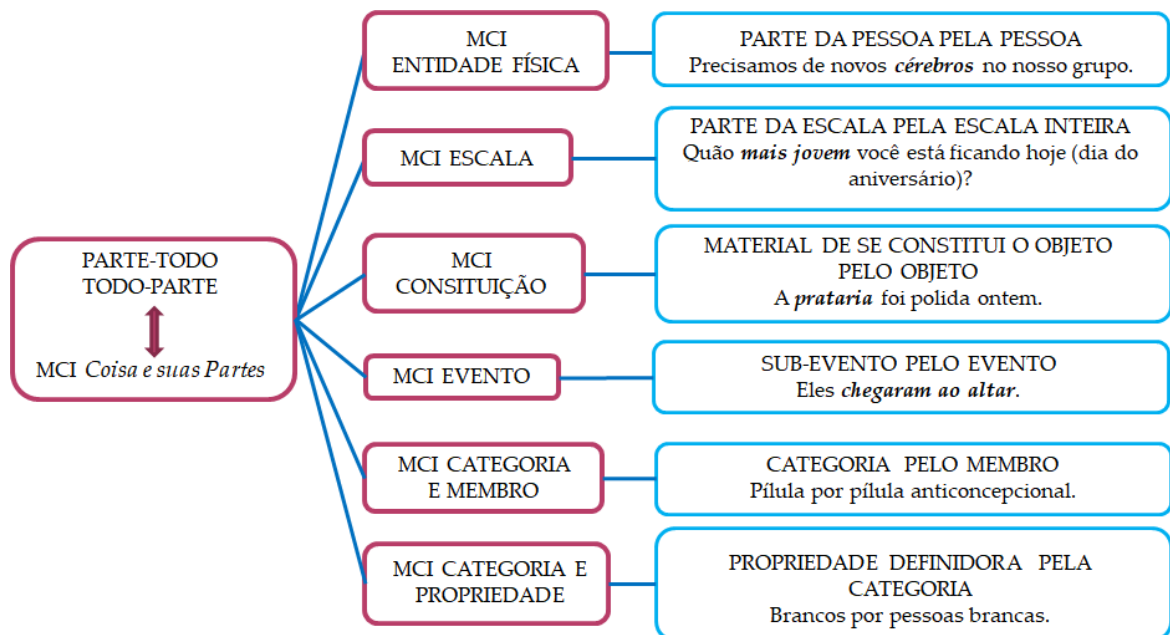 PARTE-TODO
TODO-PARTE
MCI Coisa e suas Partes
MCI
ENTIDADE FÍSICA
PARTE DA PESSOA PELA PESSOA
Precisamos de novos cérebros no nosso grupo.
MCI ESCALA
PARTE DA ESCALA PELA ESCALA INTEIRA
Quão mais jovem você está ficando hoje (dia do
aniversário)?
MCI
CONSITUIÇÃO
MATERIAL DE SE CONSTITUI O OBJETO
PELO OBJETO
A prataria foi polida ontem.
MCI EVENTO
SUB-EVENTO PELO EVENTO
Eles chegaram ao altar.
MCI CATEGORIA
E MEMBRO
CATEGORIA PELO MEMBRO
Pílula por pílula anticoncepcional.
MCI CATEGORIA E
PROPRIEDADE
PROPRIEDADE DEFINIDORA PELA
CATEGORIA
Brancos por pessoas brancas.